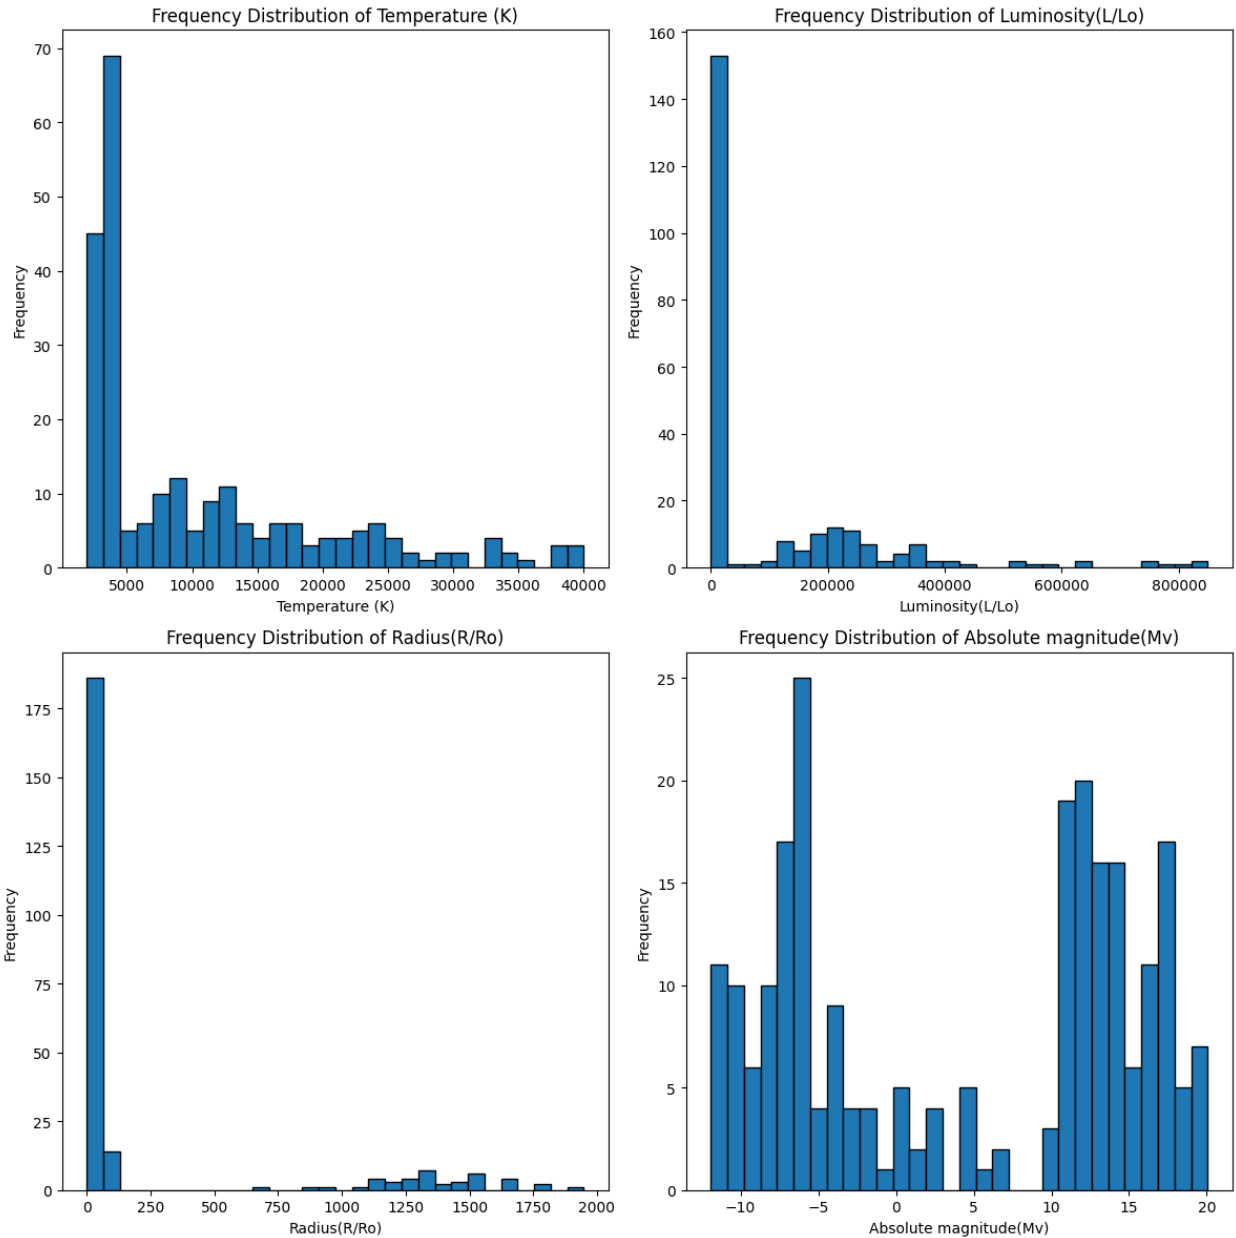 Frequency Distribution of Temperature (K)
Frequency
70
60
50
40
30
20
10
0
5000 10000 15000 20000 25000 30000 35000 40000
Temperature (K)
Frequency Distribution of Luminosity(L/Lo)
Frequency
160
140
120
100
80
60
40
20
0
0 200000 400000 600000 800000
Luminosity(L/Lo)
Frequency Distribution of Radius(R/Ro)
Frequency
175
150
125
100
75
50
25
0
0 250 500 750 1000 1250 1500 1750 2000
Radius(R/Ro)
Frequency Distribution of Absolute magnitude(Mv)
Frequency
25
20
15
10
5
0
−10 −5 0 5 10 15 20
Absolute magnitude(Mv)